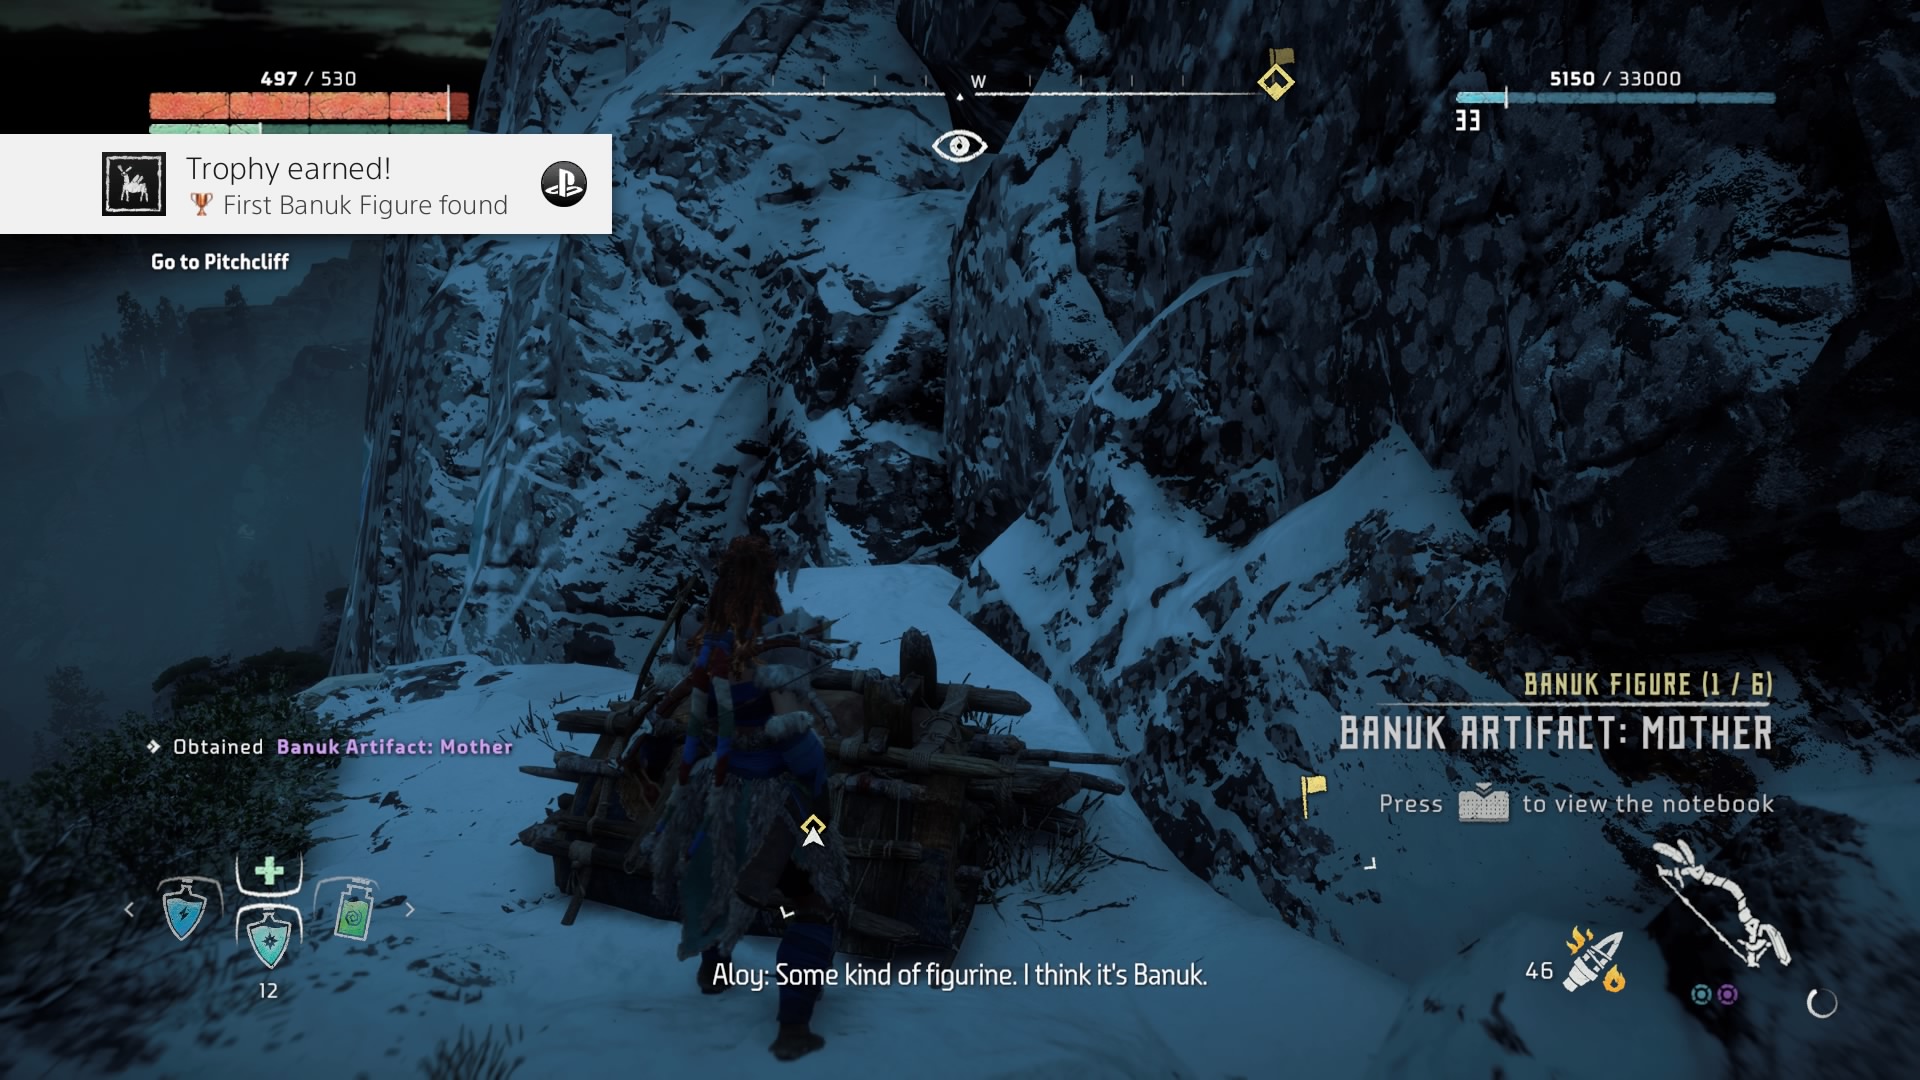 497 / 530
W
5150 / 33000
33
Trophy earned!
First Banuk Figure found
Go to Pitchcliff
BANUK FIGURE (1 / 6)
BANUK ARTIFACT: MOTHER
Obtained Banuk Artifact: Mother
Press to view the notebook
12
46
Aloy: Some kind of figurine. I think it's Banuk.